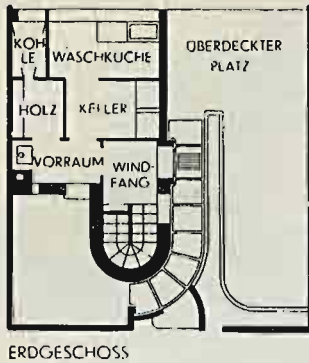 KOH
LE
WASCHKÜCHE
ÜBERDECKTER
PLATZ
HOLZ
KELLER
VORRAUM
WIND-
FANG
ERDGESCHOSS